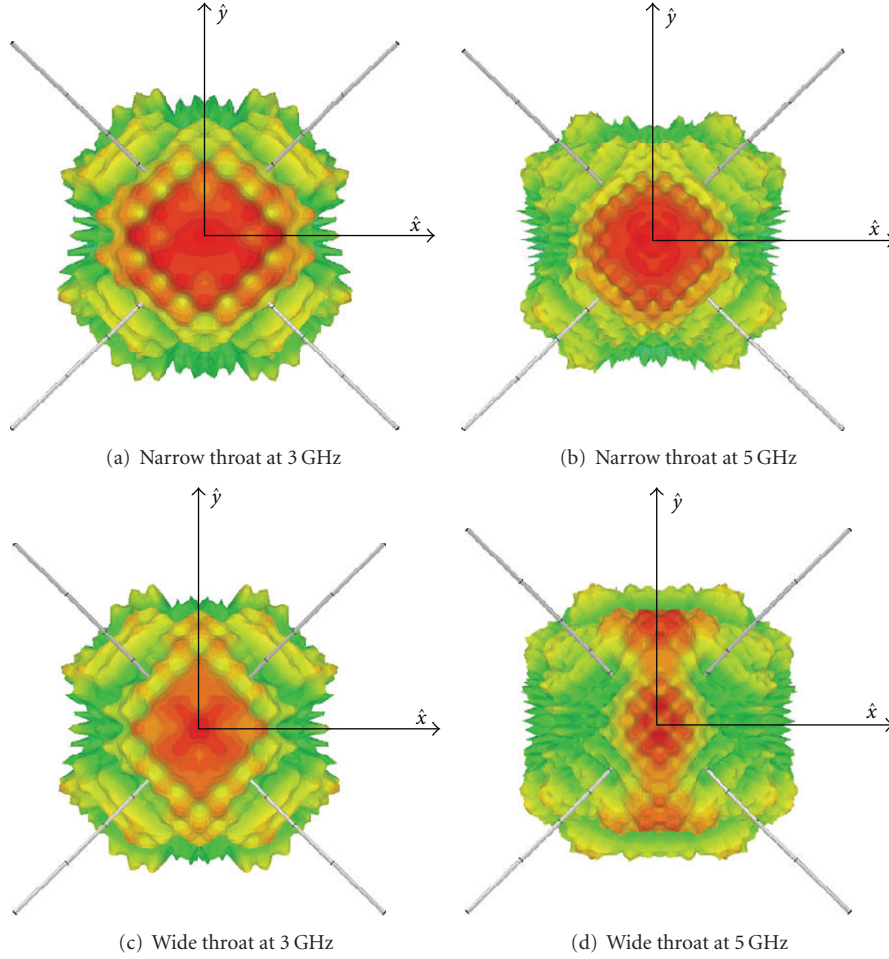 ŷ
ŷ
x̂
x̂
(a) Narrow throat at 3 GHz
(b) Narrow throat at 5 GHz
ŷ
ŷ
x̂
x̂
(c) Wide throat at 3 GHz
(d) Wide throat at 5 GHz